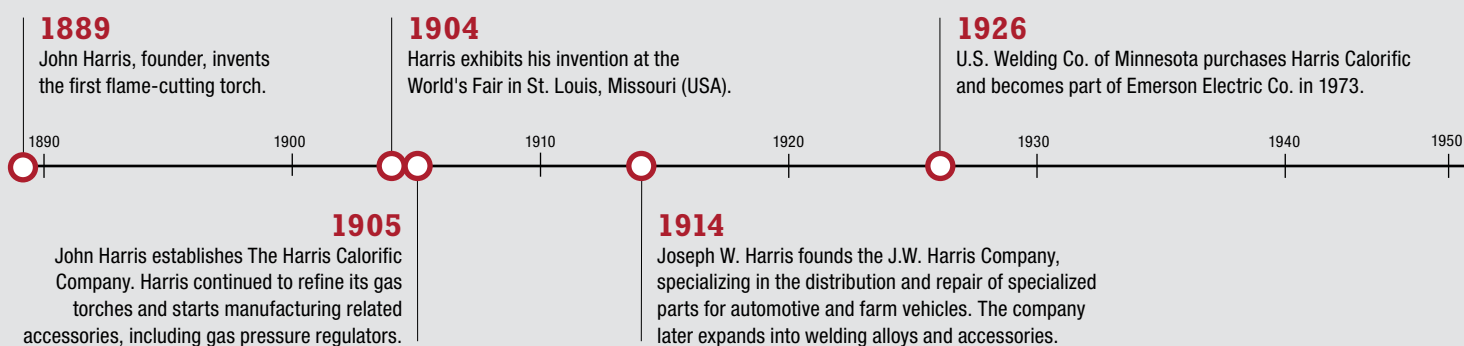 1889
John Harris, founder, invents
the first flame-cutting torch.
1904
Harris exhibits his invention at the
World's Fair in St. Louis, Missouri (USA).
1926
U.S. Welding Co. of Minnesota purchases Harris Calorific
and becomes part of Emerson Electric Co. in 1973.
1890
1900
1910
1920
1930
1940
1950
1905
John Harris establishes The Harris Calorific
Company. Harris continued to refine its gas
torches and starts manufacturing related
accessories, including gas pressure regulators.
1914
Joseph W. Harris founds the J.W. Harris Company,
specializing in the distribution and repair of specialized
parts for automotive and farm vehicles. The company
later expands into welding alloys and accessories.